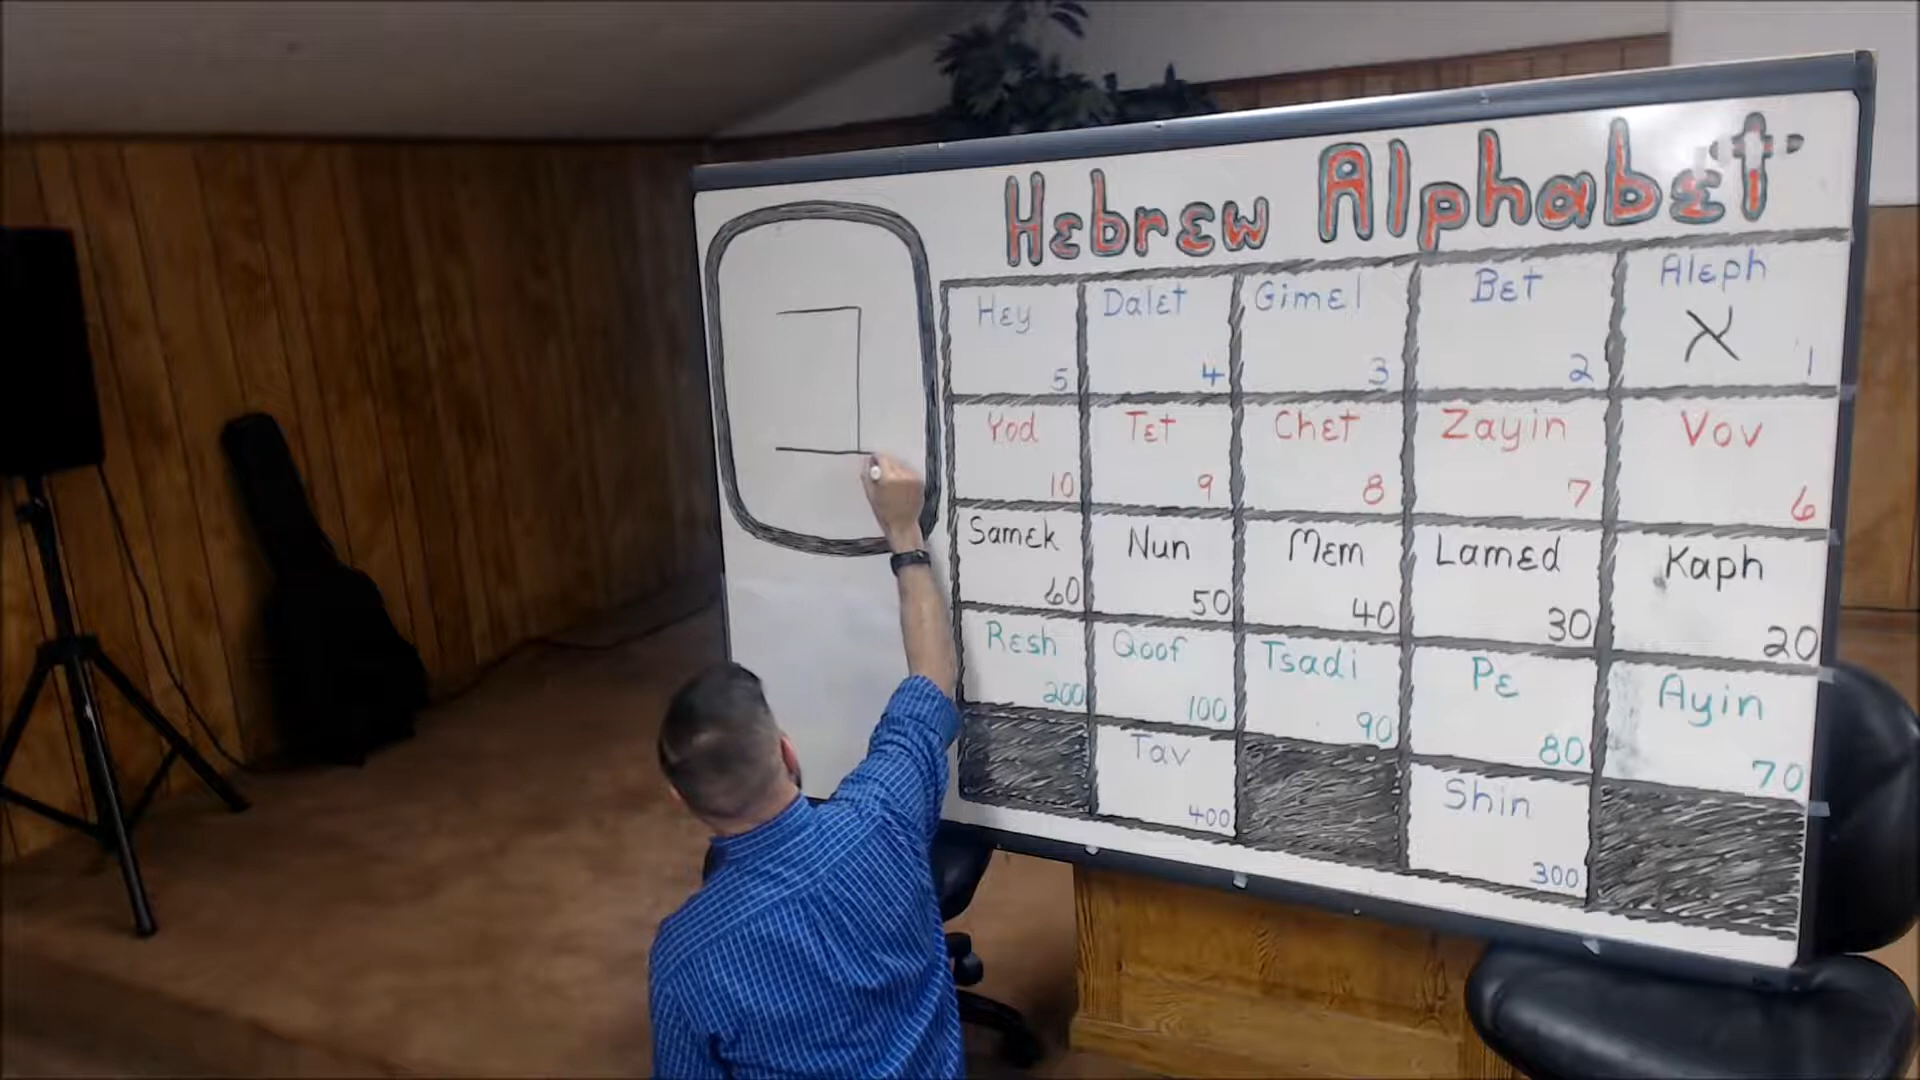 Hebrew Alphabet
ב
Hey Dalet Gimel Bet Aleph
א
5 4 3 2 1
Yod Tet Chet Zayin Vov
10 9 8 7 6
Samek Nun Mem Lamed Kaph
60 50 40 30 20
Resh Qoof Tsadi Pe Ayin
200 100 90 80 70
Tav Shin
400 300